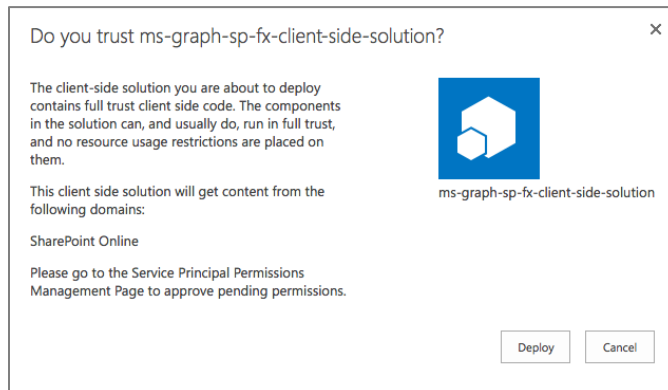 Do you trust ms-graph-sp-fx-client-side-solution?
The client-side solution you are about to deploy
contains full trust client side code. The components
in the solution can, and usually do, run in full trust,
and no resource usage restrictions are placed on
them.
This client side solution will get content from the
following domains:
SharePoint Online
Please go to the Service Principal Permissions
Management Page to approve pending permissions.
ms-graph-sp-fx-client-side-solution
Deploy
Cancel